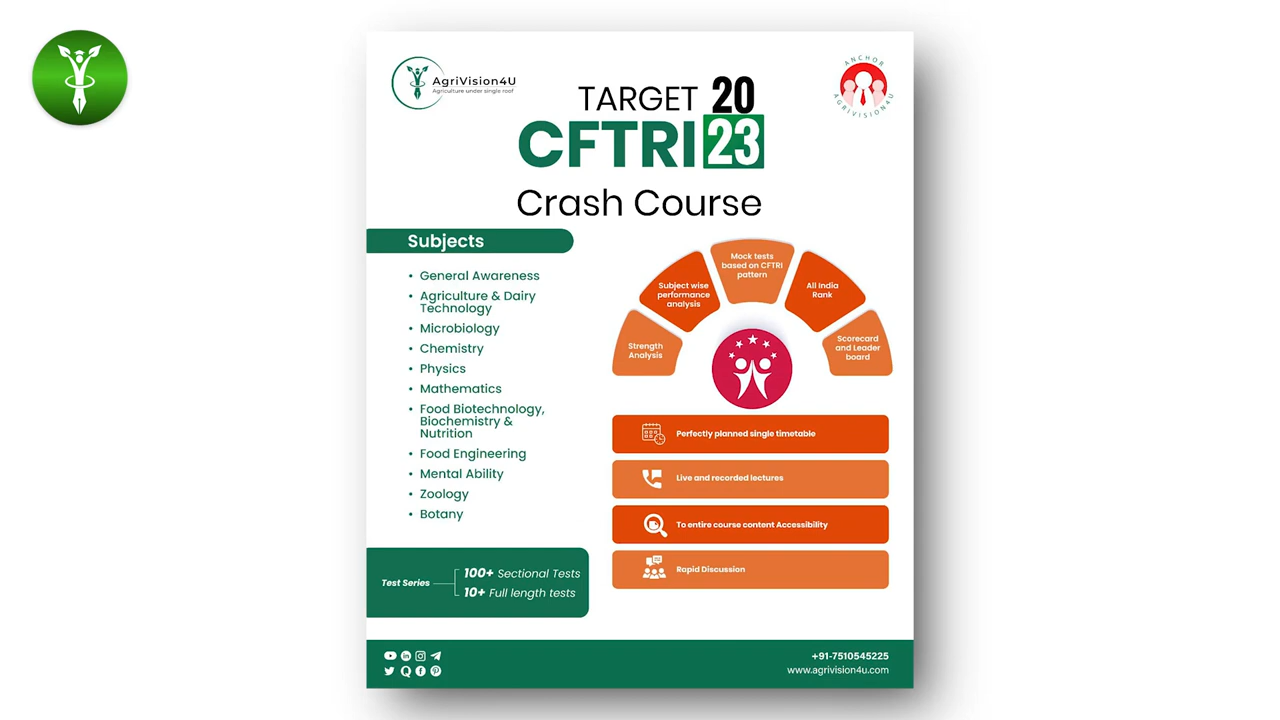 AgriVision4U
Agriculture under single roof
ANCHOR
AGRIVISION4U
TARGET 20
CFTRI 23
Crash Course
Subjects
• General Awareness
• Agriculture & Dairy
Technology
• Microbiology
• Chemistry
• Physics
• Mathematics
• Food Biotechnology,
Biochemistry &
Nutrition
• Food Engineering
• Mental Ability
• Zoology
• Botany
Strength
Analysis
Subject wise
performance
analysis
Mock tests
based on CFTRI
pattern
All India
Rank
Scorecard
and Leader
board
Perfectly planned single timetable
Live and recorded lectures
To entire course content Accessibility
Rapid Discussion
Test Series
100+ Sectional Tests
10+ Full length tests
+91-7510545225
www.agrivision4u.com